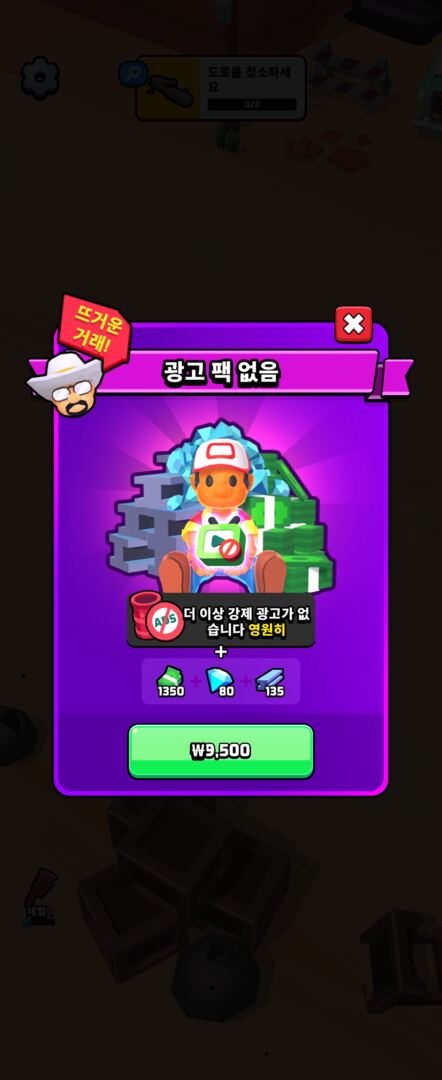 도로를 청소하세
요
0/3
뜨거운
거래!
광고 팩 없음
ADS
더 이상 강제 광고가 없
습니다 영원히
+
1350 + 80 + 135
₩9,500